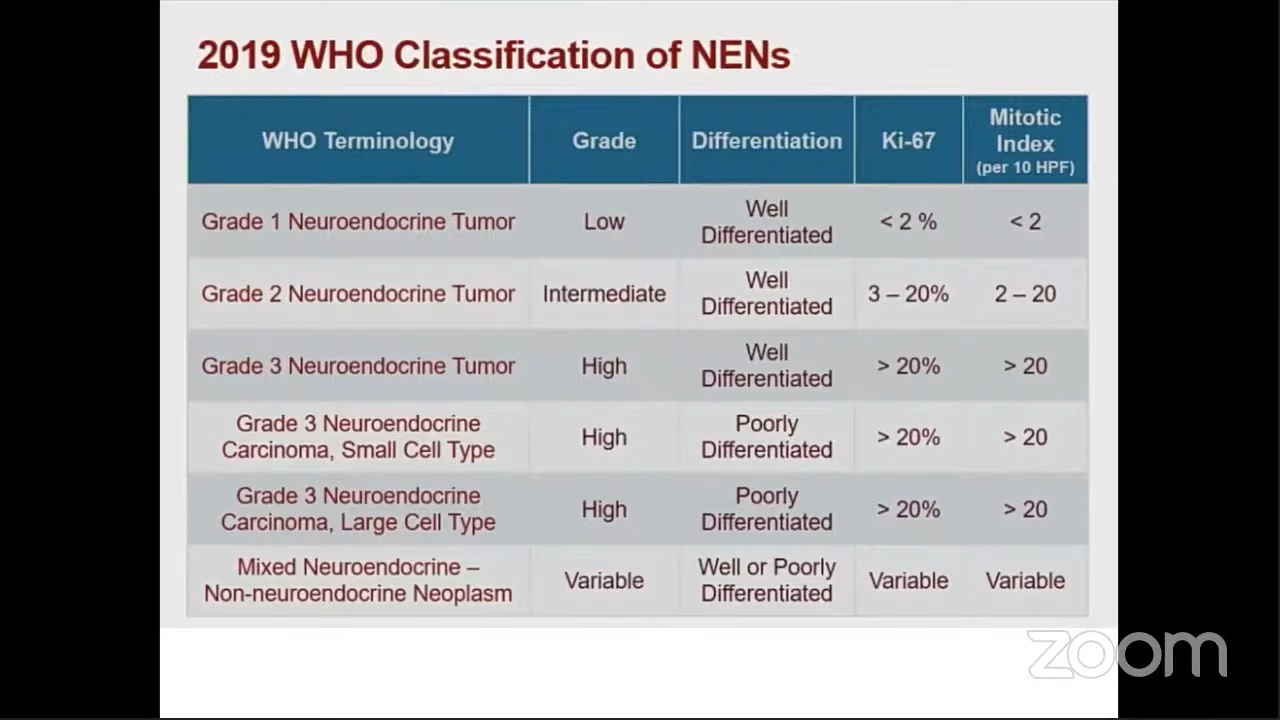 2019 WHO Classification of NENs
WHO Terminology
Grade
Differentiation
Ki-67
Mitotic
Index
(per 10 HPF)
Grade 1 Neuroendocrine Tumor
Low
Well
Differentiated
< 2 %
< 2
Grade 2 Neuroendocrine Tumor
Intermediate
Well
Differentiated
3 – 20%
2 – 20
Grade 3 Neuroendocrine Tumor
High
Well
Differentiated
> 20%
> 20
Grade 3 Neuroendocrine
Carcinoma, Small Cell Type
High
Poorly
Differentiated
> 20%
> 20
Grade 3 Neuroendocrine
Carcinoma, Large Cell Type
High
Poorly
Differentiated
> 20%
> 20
Mixed Neuroendocrine –
Non-neuroendocrine Neoplasm
Variable
Well or Poorly
Differentiated
Variable
Variable
zoom